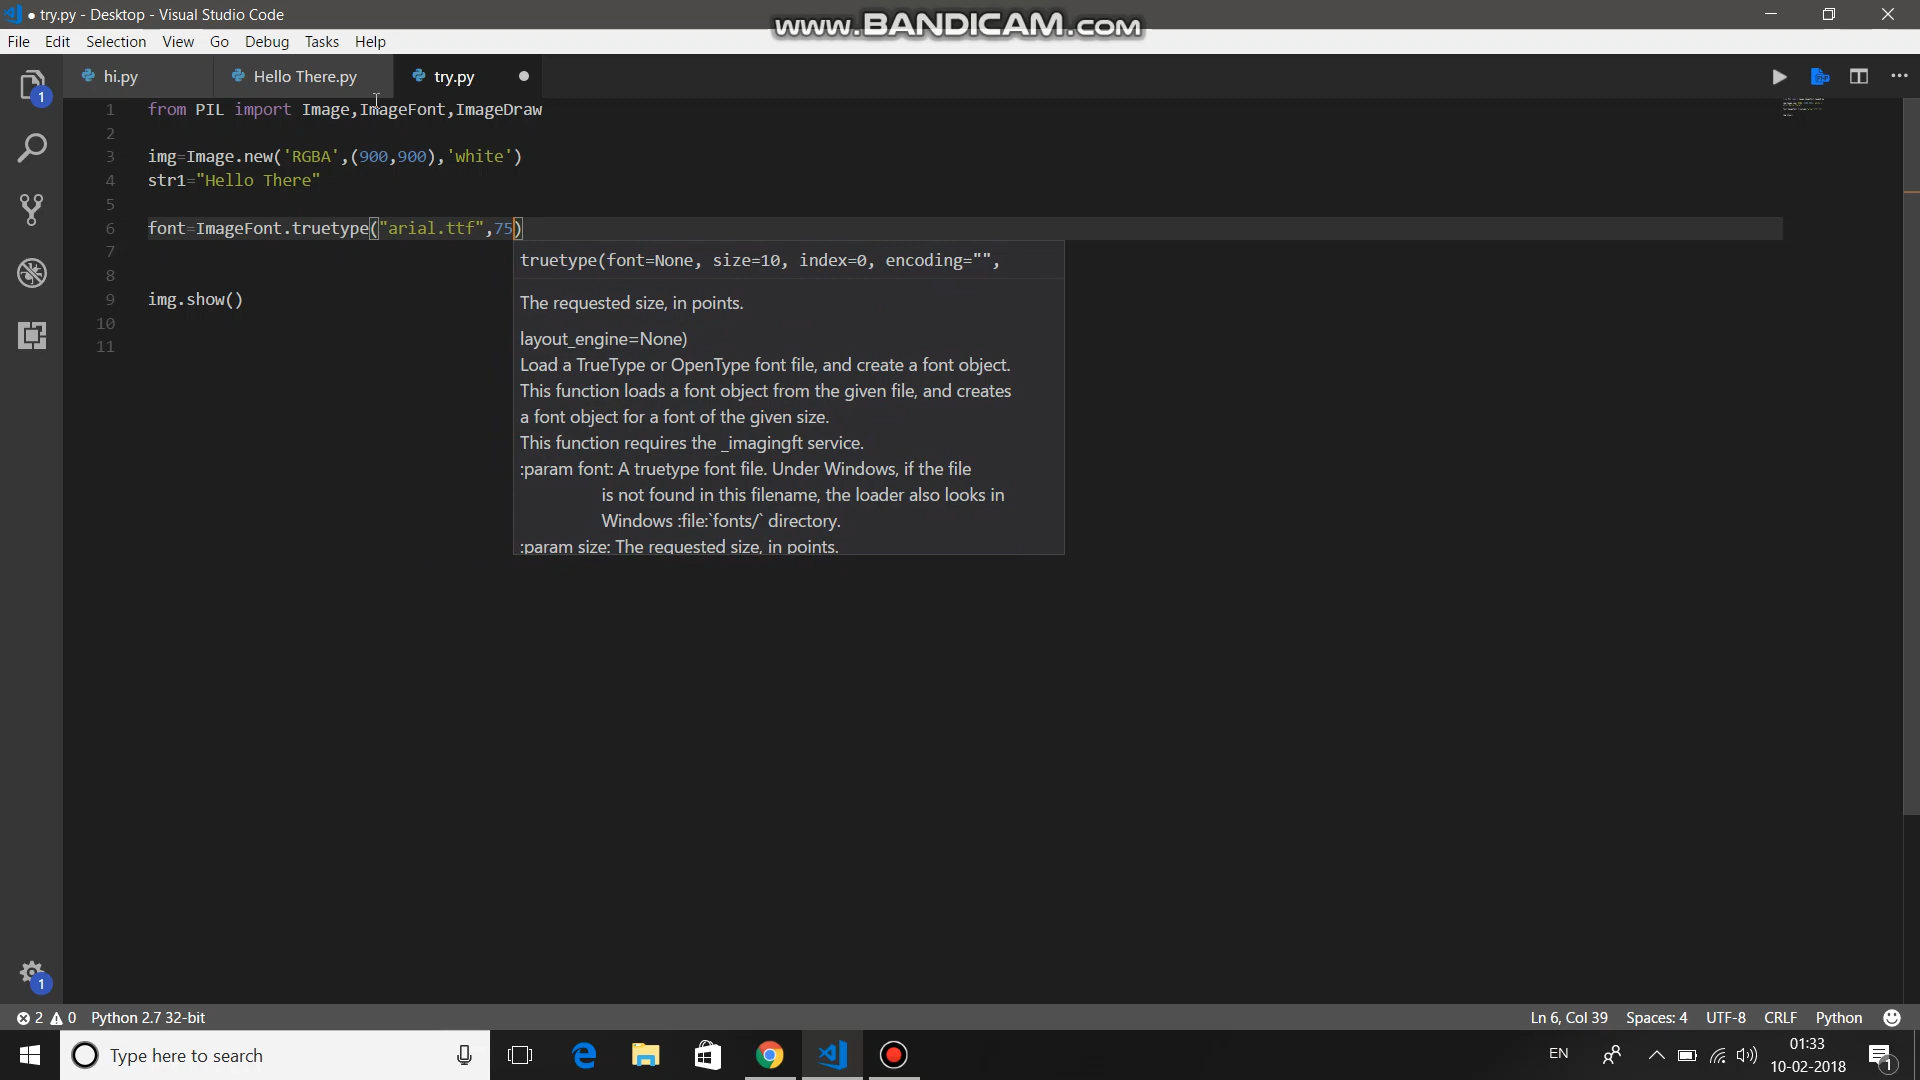 try.py - Desktop - Visual Studio Code
www.BANDICAM.com
File Edit Selection View Go Debug Tasks Help
1
hi.py
Hello There.py
try.py
1 from PIL import Image,ImageFont,ImageDraw
2
3 img=Image.new('RGBA',(900,900),'white')
4 str1="Hello There"
5
6 font=ImageFont.truetype("arial.ttf",75)
7
truetype(font=None, size=10, index=0, encoding="",
8
9 img.show()
The requested size, in points.
10
layout_engine=None)
11
Load a TrueType or OpenType font file, and create a font object.
This function loads a font object from the given file, and creates
a font object for a font of the given size.
This function requires the _imagingft service.
:param font: A truetype font file. Under Windows, if the file
is not found in this filename, the loader also looks in
Windows :file:`fonts/` directory.
:param size: The requested size, in points.
1
2 0 Python 2.7 32-bit
Ln 6, Col 39 Spaces: 4 UTF-8 CRLF Python
Type here to search
EN
01:33
10-02-2018
1